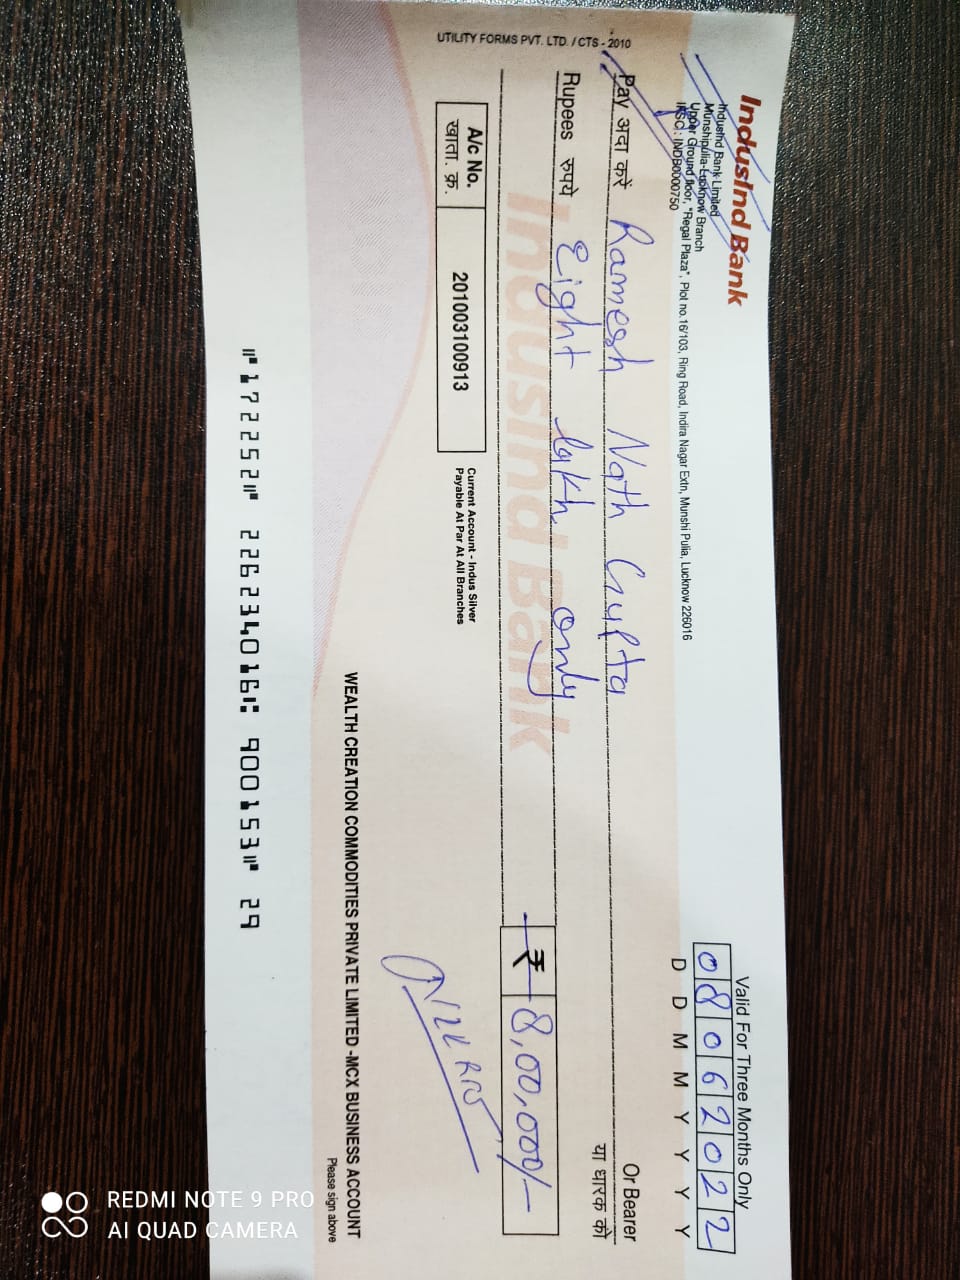 IndusInd Bank
IndusInd Bank Limited
Munshipulia-Lucknow Branch
Upper Ground floor, "Regal Plaza", Plot no.16/103, Ring Road, Indira Nagar Extn, Munshi Pulia, Lucknow 226016
IFSC : INDB0000750
Valid For Three Months Only
0 8 0 6 2 0 2 2
D D M M Y Y Y Y
Pay अदा करें Ramesh Nath Gupta
Or Bearer
या धारक को
Rupees रुपये Eight lakh only
IndusInd Bank
₹ 8,00,000/-
A/c No.
खाता. क्र.
201003100913
Current Account - Indus Silver
Payable At Par At All Branches
WEALTH CREATION COMMODITIES PRIVATE LIMITED -MCX BUSINESS ACCOUNT
Please sign above
UTILITY FORMS PVT. LTD. / CTS - 2010
⑈172252⑈ 226234016⑆ 900153⑈ 29
REDMI NOTE 9 PRO
AI QUAD CAMERA